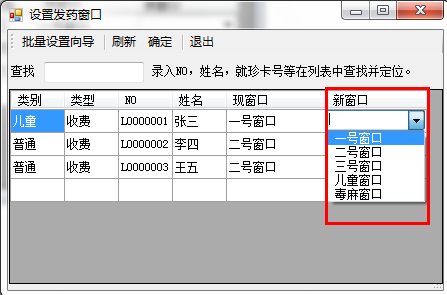 设置发药窗口
批量设置向导 刷新 确定 退出
查找 录入NO，姓名，就珍卡号等在列表中查找并定位。
类别 类型 NO 姓名 现窗口 新窗口
儿童 收费 L0000001 张三 一号窗口
普通 收费 L0000002 李四 二号窗口
普通 收费 L0000003 王五 二号窗口
一号窗口
二号窗口
三号窗口
儿童窗口
毒麻窗口